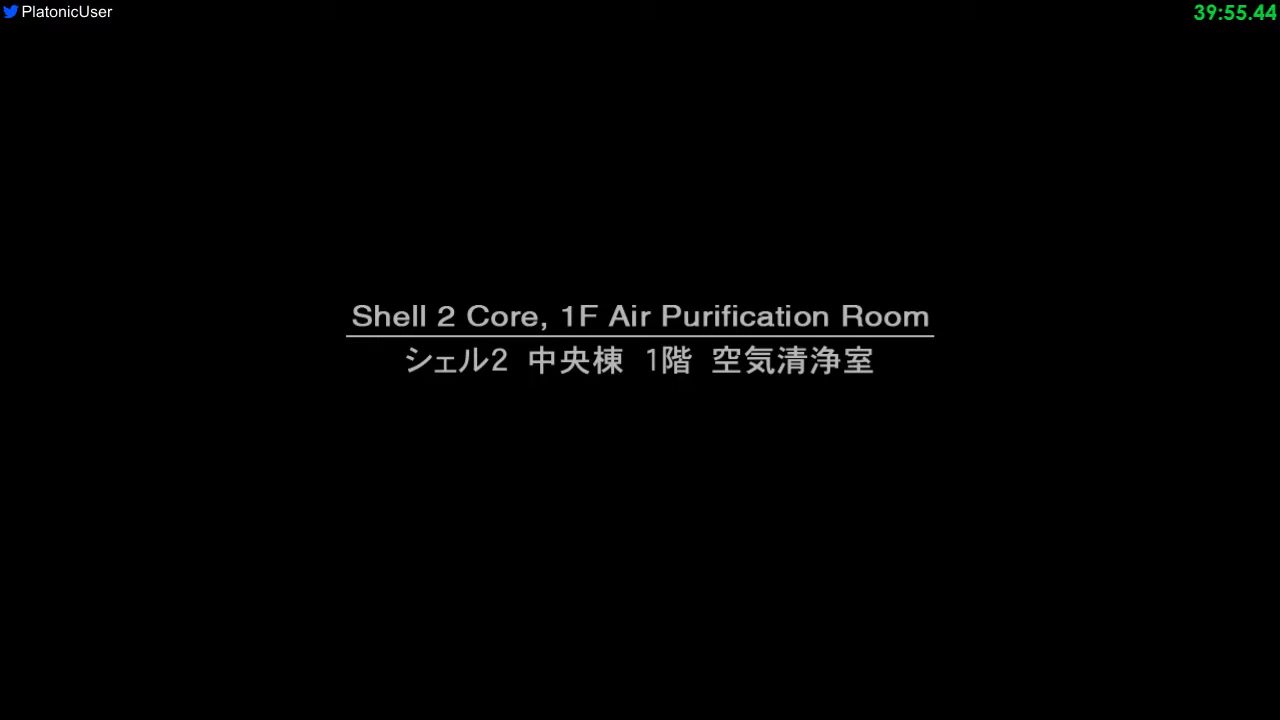 PlatonicUser
39:55.44
Shell 2 Core, 1F Air Purification Room
シェル2 中央棟 1階 空気清浄室